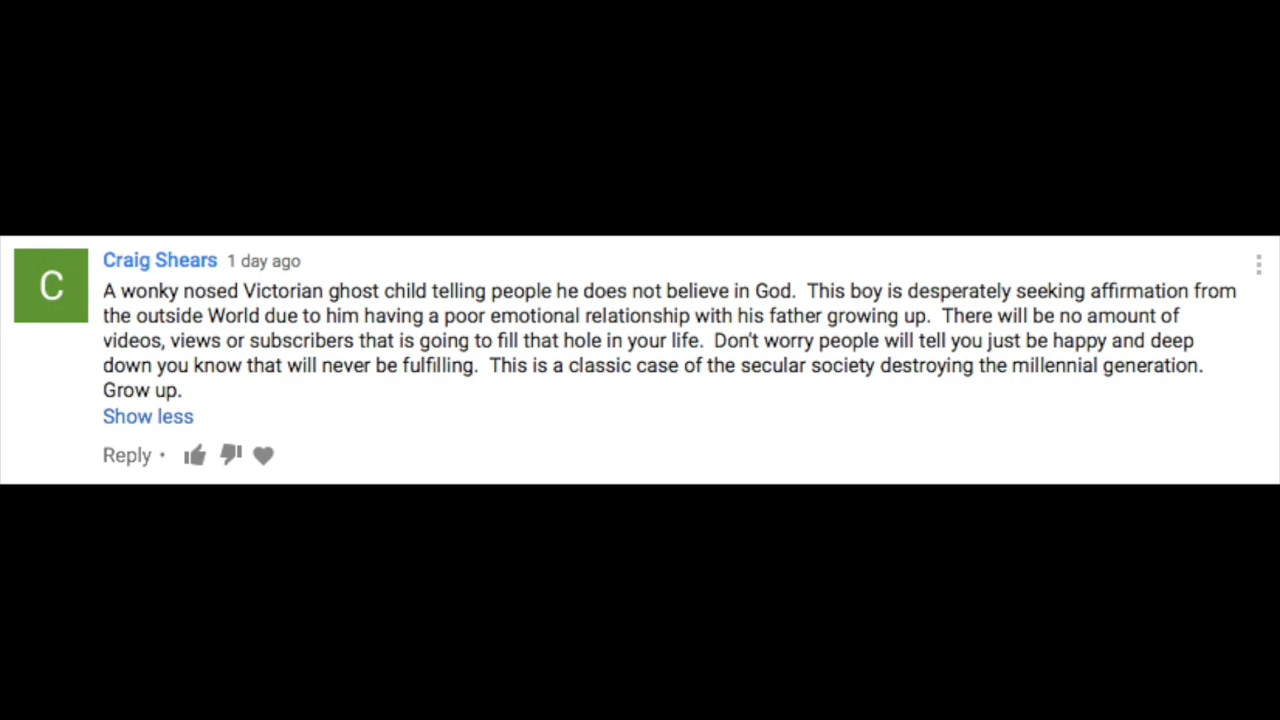 C
Craig Shears 1 day ago
A wonky nosed Victorian ghost child telling people he does not believe in God.  This boy is desperately seeking affirmation from
the outside World due to him having a poor emotional relationship with his father growing up.  There will be no amount of
videos, views or subscribers that is going to fill that hole in your life.  Don't worry people will tell you just be happy and deep
down you know that will never be fulfilling.  This is a classic case of the secular society destroying the millennial generation.
Grow up.
Show less
Reply •